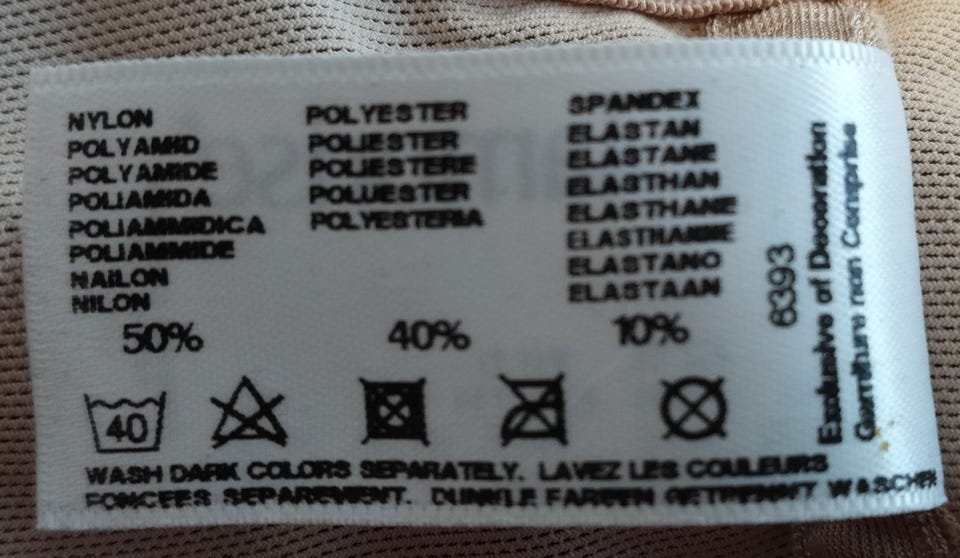 NYLON
POLYAMID
POLYAMIDE
POLIAMIDA
POLIAMMIDICA
POLIAMMIDE
NAILON
NILON
50%
POLYESTER
POLIESTER
POLIESTERE
POLUESTER
POLYESTERIA
40%
SPANDEX
ELASTAN
ELASTANE
ELASTHAN
ELASTHANE
ELASTHANNE
ELASTANO
ELASTAAN
10%
40
WASH DARK COLORS SEPARATELY. LAVEZ LES COULEURS
FONCEES SEPAREMENT. DUNKLE FARBEN GETRENNT WASCHEN
6393
Exclusive of Decoration
Garniture non Comprise